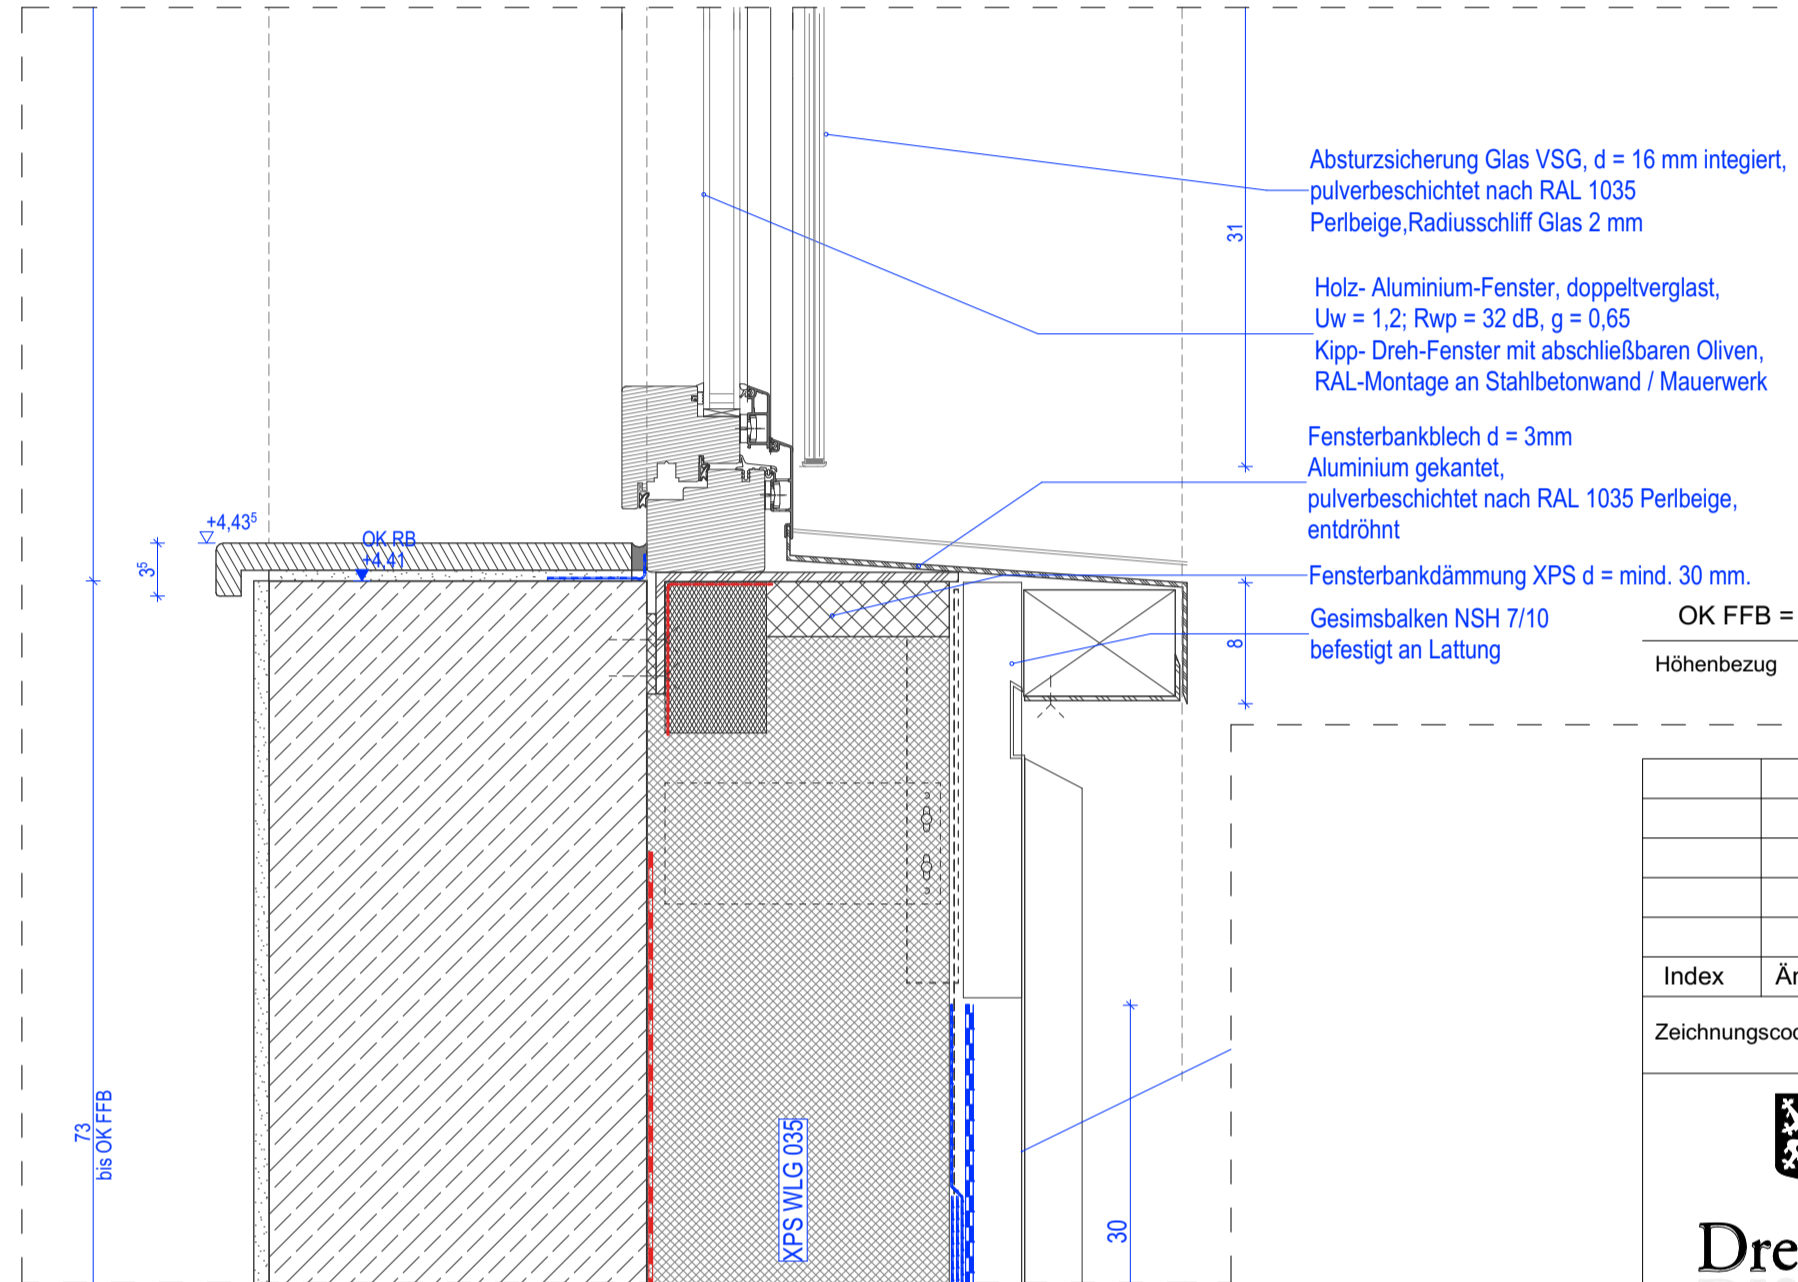 Absturzsicherung Glas VSG, d = 16 mm integiert,
pulverbeschichtet nach RAL 1035
Perlbeige,Radiusschliff Glas 2 mm
31
Holz- Aluminium-Fenster, doppeltverglast,
Uw = 1,2; Rwp = 32 dB, g = 0,65
Kipp- Dreh-Fenster mit abschließbaren Oliven,
RAL-Montage an Stahlbetonwand / Mauerwerk
Fensterbankblech d = 3mm
Aluminium gekantet,
pulverbeschichtet nach RAL 1035 Perlbeige,
entdröhnt
+4,43⁵
OK RB
+4,41
3⁵
Fensterbankdämmung XPS d = mind. 30 mm.
Gesimsbalken NSH 7/10
befestigt an Lattung
8
OK FFB =
Höhenbezug
Index
Än
Zeichnungscod
73
bis OK FFB
XPS WLG 035
30
Dre